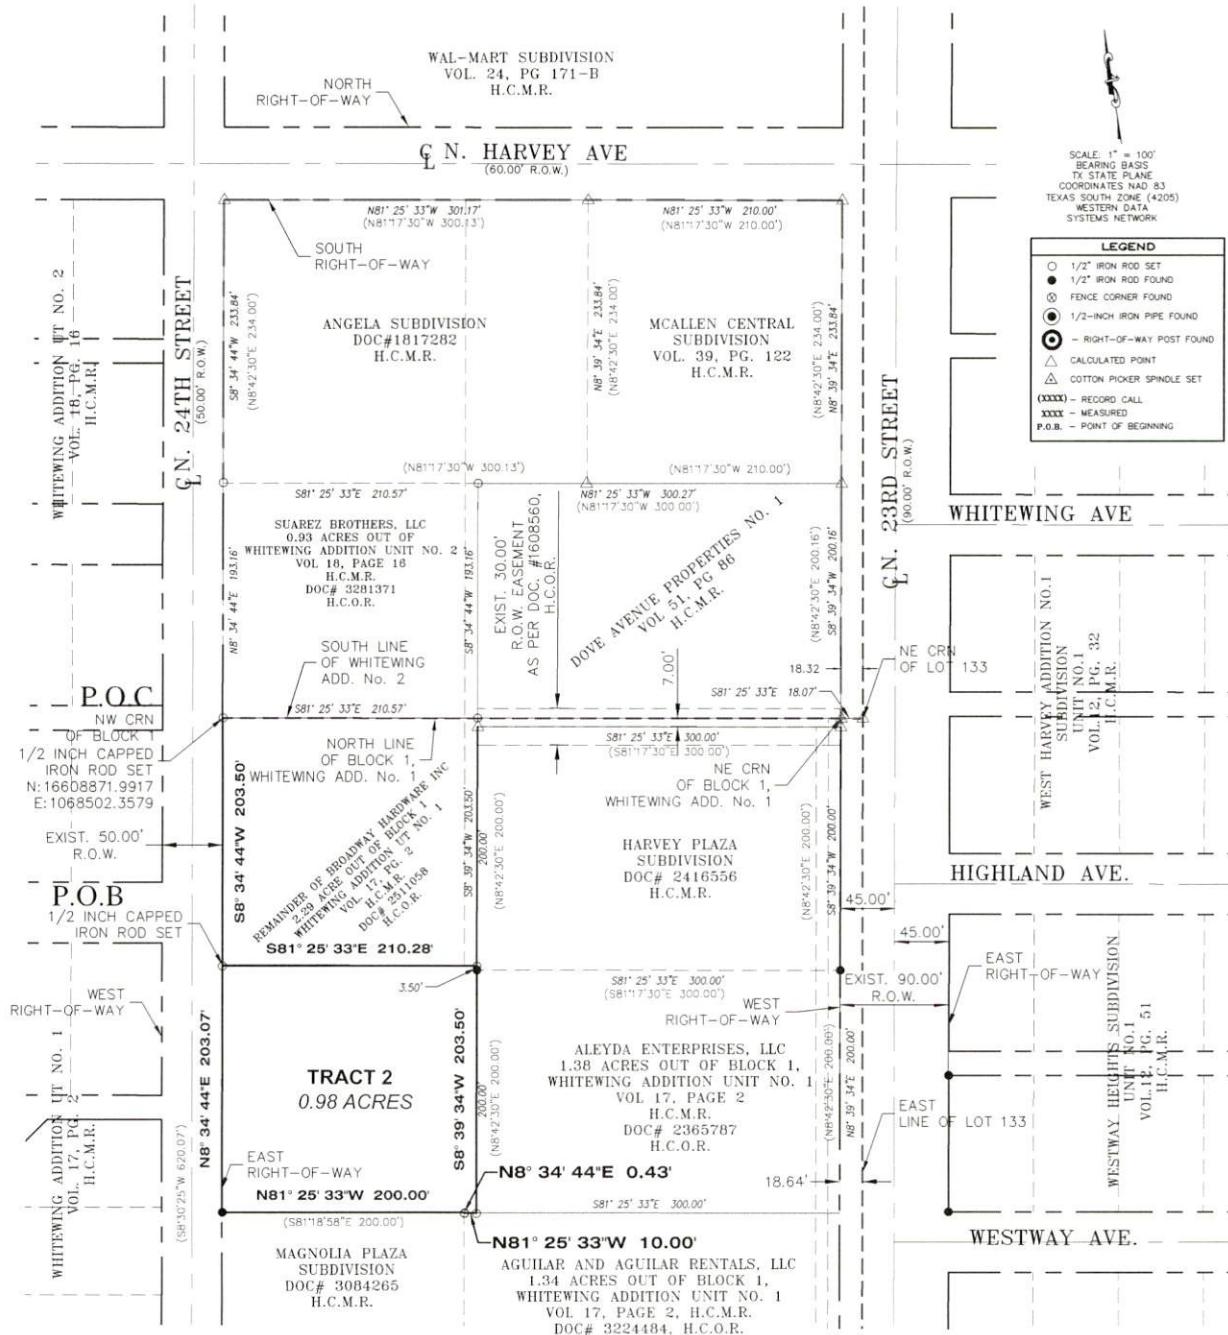 WAL-MART SUBDIVISION
VOL. 24, PG 171-B
H.C.M.R.
NORTH
RIGHT-OF-WAY
℄ N. HARVEY AVE
(60.00' R.O.W.)
SCALE: 1" = 100'
BEARING BASIS
TX STATE PLANE
COORDINATES NAD 83
TEXAS SOUTH ZONE (4205)
WESTERN DATA
SYSTEMS NETWORK
LEGEND
1/2" IRON ROD SET
1/2" IRON ROD FOUND
FENCE CORNER FOUND
1/2-INCH IRON PIPE FOUND
- RIGHT-OF-WAY POST FOUND
CALCULATED POINT
COTTON PICKER SPINDLE SET
(XXXX) - RECORD CALL
XXXX - MEASURED
P.O.B. - POINT OF BEGINNING
N81° 25' 33"W 301.17'
(N81°17'30"W 300.13')
N81° 25' 33"W 210.00'
(N81°17'30"W 210.00')
SOUTH
RIGHT-OF-WAY
WHITEWING ADDITION UT NO. 2
VOL. 18, PG. 16
H.C.M.R.
℄ N. 24TH STREET
(50.00' R.O.W.)
S8° 34' 44"W 233.84'
(N8°42'30"E 234.00')
ANGELA SUBDIVISION
DOC#1817282
H.C.M.R.
N8° 39' 34"E 233.84'
(N8°42'30"E 234.00')
MCALLEN CENTRAL
SUBDIVISION
VOL. 39, PG. 122
H.C.M.R.
(N8°42'30"E 234.00')
N8° 39' 34"E 233.84'
℄ N. 23RD STREET
(90.00' R.O.W.)
(N81°17'30"W 300.13')
(N81°17'30"W 210.00')
S81° 25' 33"E 210.57'
N81° 25' 33"W 300.27'
(N81°17'30"W 300.00')
WHITEWING AVE
SUAREZ BROTHERS, LLC
0.93 ACRES OUT OF
WHITEWING ADDITION UNIT NO. 2
VOL 18, PAGE 16
H.C.M.R.
DOC# 3281371
H.C.O.R.
N8° 34' 44"E 193.16'
S8° 34' 44"W 193.16'
EXIST. 30.00'
R.O.W. EASEMENT
AS PER DOC. #1608560,
H.C.O.R.
DOVE AVENUE PROPERTIES NO. 1
VOL 51, PG 86
H.C.M.R.
(N8°42'30"E 200.16')
S8° 39' 34"W 200.16'
SOUTH LINE
OF WHITEWING
ADD. No. 2
7.00'
18.32
NE CRN
OF LOT 133
WEST HARVEY ADDITION NO.1
SUBDIVISION
UNIT NO.1
VOL.12, PG. 32
H.C.M.R.
P.O.C
NW CRN
OF BLOCK 1
1/2 INCH CAPPED
IRON ROD SET
N:16608871.9917
E:1068502.3579
S81° 25' 33"E 210.57'
S81° 25' 33"E 18.07'
NORTH LINE
OF BLOCK 1,
WHITEWING ADD. No. 1
S81° 25' 33"E 300.00'
(S81°17'30"E 300.00')
NE CRN
OF BLOCK 1,
WHITEWING ADD. No. 1
EXIST. 50.00'
R.O.W.
S8° 34' 44"W 203.50'
REMAINDER OF BROADWAY HARDWARE INC
2.29 ACRE OUT OF BLOCK 1
WHITEWING ADDITION UT NO. 1
VOL. 17, PG. 2
H.C.M.R.
DOC# 2511058
H.C.O.R.
S8° 39' 34"W 203.50'
200.00'
(N8°42'30"E 200.00')
HARVEY PLAZA
SUBDIVISION
DOC# 2416556
H.C.M.R.
(N8°42'30"E 200.00')
S8° 39' 34"W 200.00'
HIGHLAND AVE.
P.O.B
1/2 INCH CAPPED
IRON ROD SET
45.00'
45.00'
S81° 25' 33"E 210.28'
3.50'
S81° 25' 33"E 300.00'
(S81°17'30"E 300.00')
EXIST. 90.00'
R.O.W.
EAST
RIGHT-OF-WAY
WEST
RIGHT-OF-WAY
WEST
RIGHT-OF-WAY
WESTWAY HEIGHTS SUBDIVISION
UNIT NO.1
VOL.12, PG. 51
H.C.M.R.
WHITEWING ADDITION UT NO. 1
VOL. 17, PG. 2
H.C.M.R.
(S8°30'25"W 620.07')
N8° 34' 44"E 203.07'
TRACT 2
0.98 ACRES
S8° 39' 34"W 203.50'
200.00'
(N8°42'30"E 200.00')
ALEYDA ENTERPRISES, LLC
1.38 ACRES OUT OF BLOCK 1,
WHITEWING ADDITION UNIT NO. 1
VOL 17, PAGE 2
H.C.M.R.
DOC# 2365787
H.C.O.R.
(N8°42'30"E 200.00')
N8° 39' 34"E 200.00'
EAST
LINE OF LOT 133
EAST
RIGHT-OF-WAY
N8° 34' 44"E 0.43'
18.64'
N81° 25' 33"W 200.00'
(S81°18'58"E 200.00')
S81° 25' 33"E 300.00'
N81° 25' 33"W 10.00'
WESTWAY AVE.
MAGNOLIA PLAZA
SUBDIVISION
DOC# 3084265
H.C.M.R.
AGUILAR AND AGUILAR RENTALS, LLC
1.34 ACRES OUT OF BLOCK 1,
WHITEWING ADDITION UNIT NO. 1
VOL 17, PAGE 2, H.C.M.R.
DOC# 3224484, H.C.O.R.